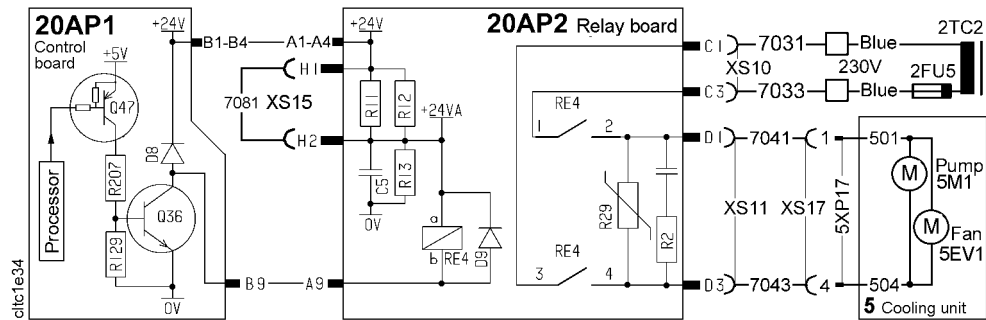 20AP1
Control
board
+24V
+5V
Q47
Processor
R207
R129
D8
Q36
0V
B1-B4
A1-A4
H1
7081 XS15
H2
B9
A9
20AP2 Relay board
+24V
R11
R12
+24VA
C5
R13
0V
a
b
RE4
D9
RE4
1
2
R29
R2
RE4
3
4
C1
7031
Blue
2TC2
XS10
230V
2FU5
C3
7033
Blue
D1
7041
1
501
XS11
XS17
5XP17
M
Pump
5M1
M
Fan
5EV1
D3
7043
4
504
5 Cooling unit
cltc1e34